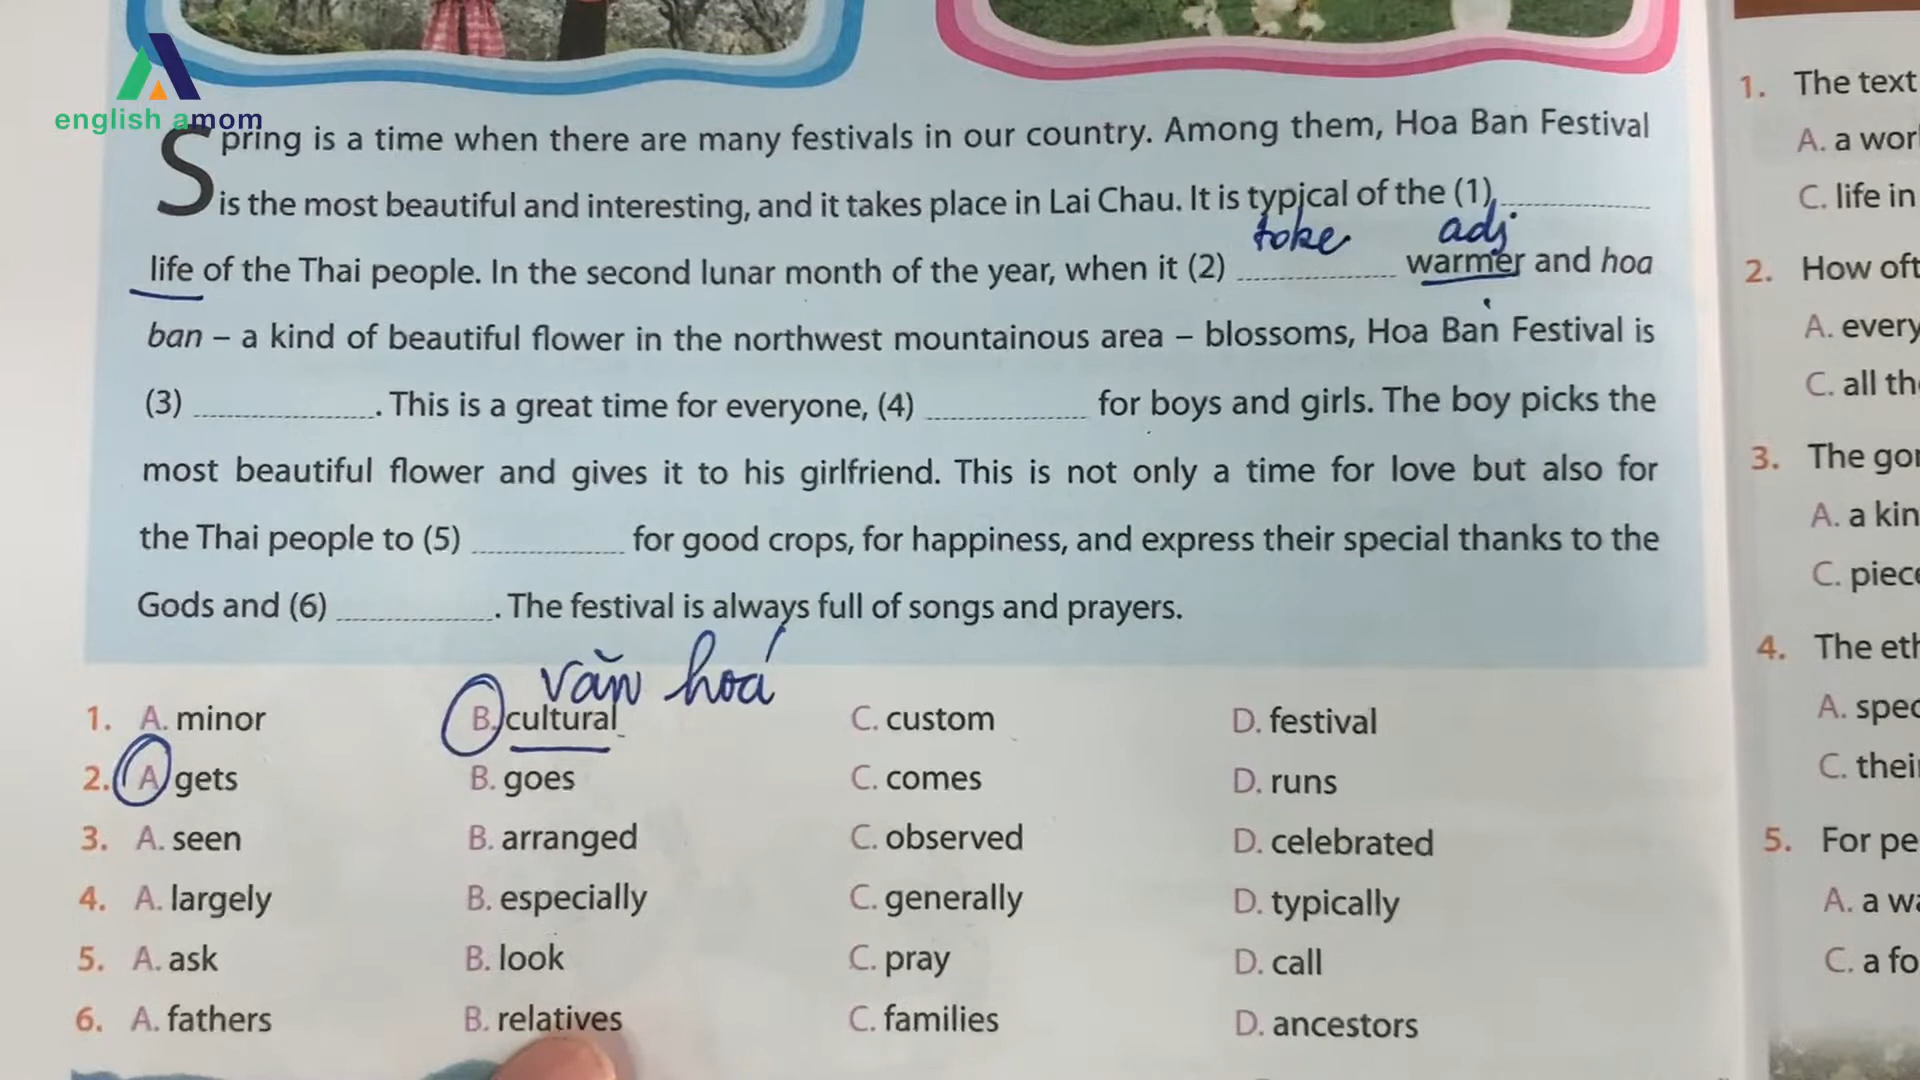 english amom
Spring is a time when there are many festivals in our country. Among them, Hoa Ban Festival
is the most beautiful and interesting, and it takes place in Lai Chau. It is typical of the (1)
toke adj
life of the Thai people. In the second lunar month of the year, when it (2) warmer and hoa
ban – a kind of beautiful flower in the northwest mountainous area – blossoms, Hoa Ban Festival is
(3) . This is a great time for everyone, (4) for boys and girls. The boy picks the
most beautiful flower and gives it to his girlfriend. This is not only a time for love but also for
the Thai people to (5) for good crops, for happiness, and express their special thanks to the
Gods and (6) . The festival is always full of songs and prayers.
văn hoá
1. A. minor B. cultural C. custom D. festival
2. A gets B. goes C. comes D. runs
3. A. seen B. arranged C. observed D. celebrated
4. A. largely B. especially C. generally D. typically
5. A. ask B. look C. pray D. call
6. A. fathers B. relatives C. families D. ancestors
1. The text
A. a wor
C. life in
2. How oft
A. every
C. all th
3. The gon
A. a kin
C. piece
4. The eth
A. spec
C. thei
5. For pe
A. a wa
C. a fo